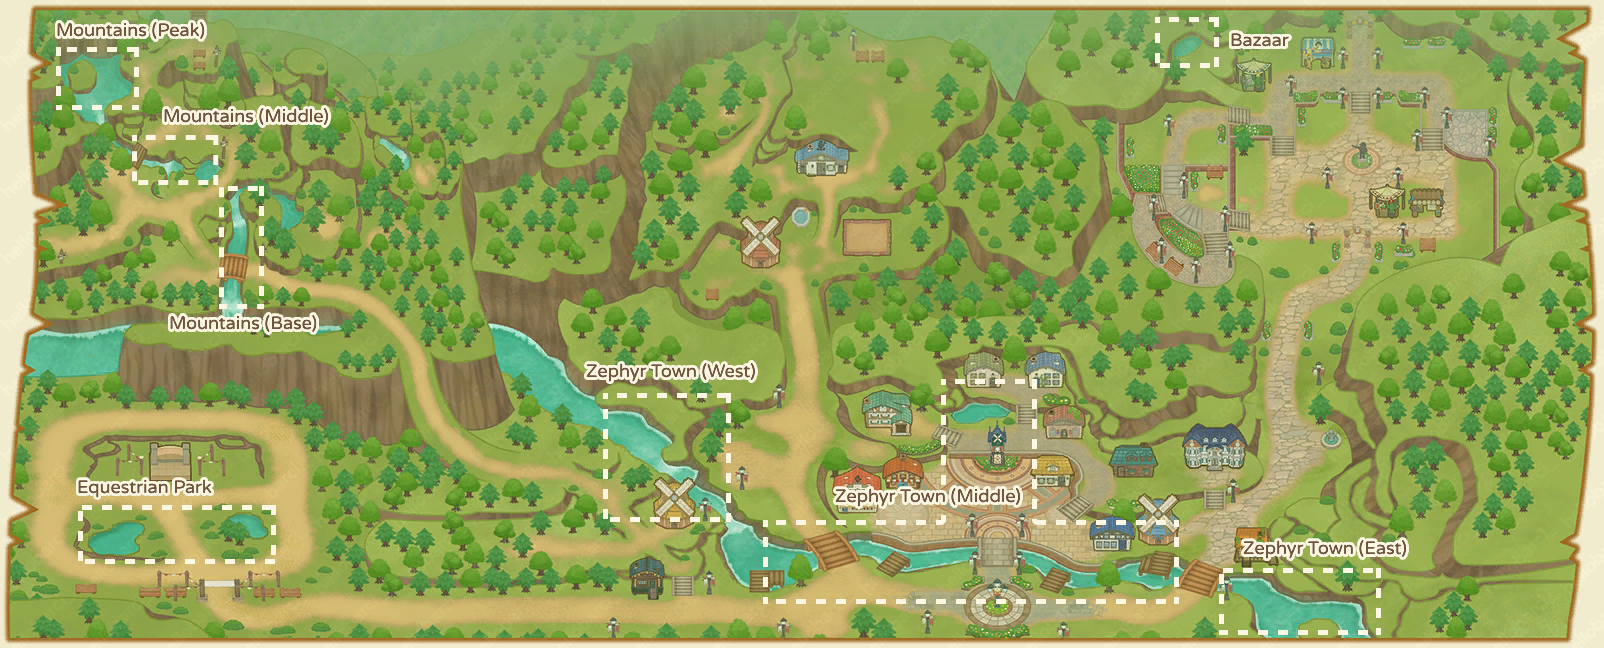 Mountains (Peak)
Bazaar
Mountains (Middle)
Mountains (Base)
Zephyr Town (West)
Equestrian Park
Zephyr Town (Middle)
Zephyr Town (East)